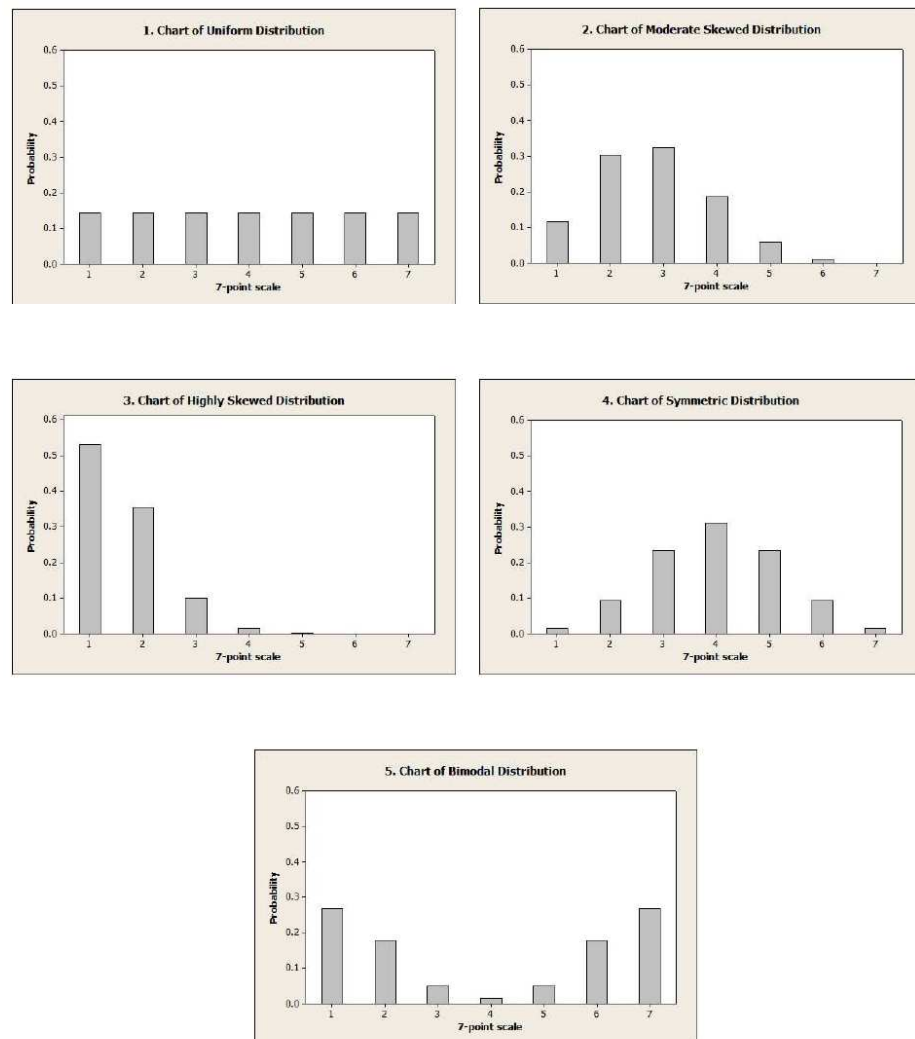 1. Chart of Uniform Distribution
0.6
0.5
0.4
0.3
0.2
0.1
0.0
Probability
1 2 3 4 5 6 7
7-point scale
2. Chart of Moderate Skewed Distribution
0.6
0.5
0.4
0.3
0.2
0.1
0.0
Probability
1 2 3 4 5 6 7
7-point scale
3. Chart of Highly Skewed Distribution
0.6
0.5
0.4
0.3
0.2
0.1
0.0
Probability
1 2 3 4 5 6 7
7-point scale
4. Chart of Symmetric Distribution
0.6
0.5
0.4
0.3
0.2
0.1
0.0
Probability
1 2 3 4 5 6 7
7-point scale
5. Chart of Bimodal Distribution
0.6
0.5
0.4
0.3
0.2
0.1
0.0
Probability
1 2 3 4 5 6 7
7-point scale